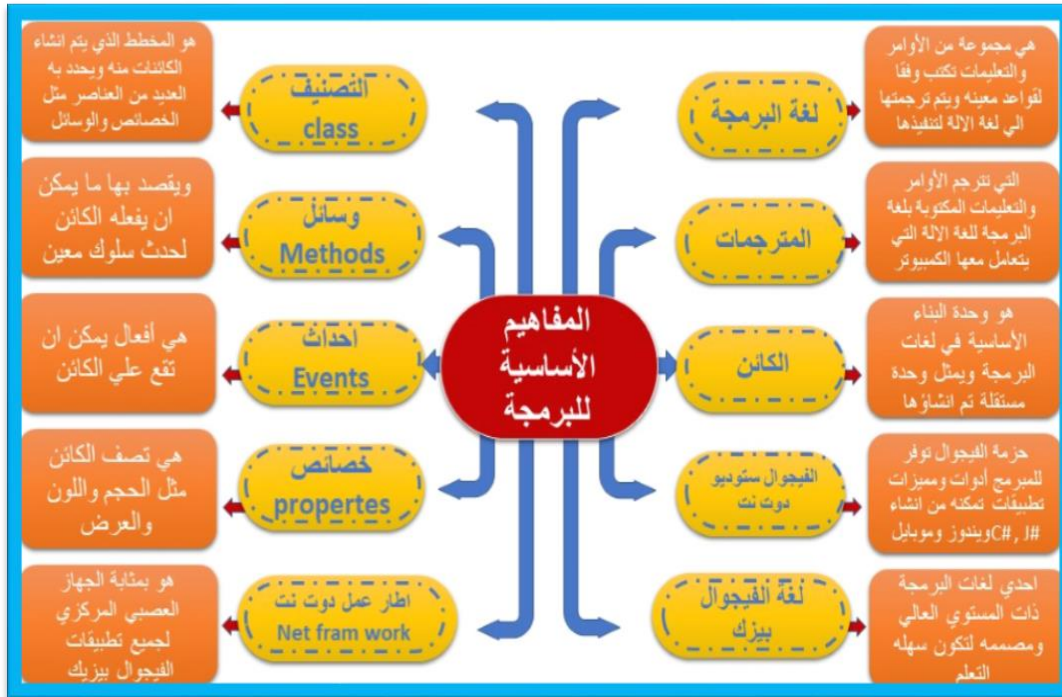 المفاهيم
الأساسية
للبرمجة
لغة البرمجة
هي مجموعة من الأوامر
والتعليمات تكتب وفقا
لقواعد معينه ويتم ترجمتها
الي لغة الالة لتنفيذها
المترجمات
التي تترجم الأوامر
والتعليمات المكتوبة بلغة
البرمجة للغة الالة التي
يتعامل معها الكمبيوتر
الكائن
هو وحدة البناء
الأساسية في لغات
البرمجة ويمثل وحدة
مستقلة تم انشاؤها
الفيجوال ستوديو
دوت نت
حزمة الفيجوال توفر
للمبرمج أدوات ومميزات
تطبيقات تمكنه من انشاء
C#, J#ويندوز وموبايل
لغة الفيجوال
بيزك
احدي لغات البرمجة
ذات المستوي العالي
ومصممه لتكون سهله
التعلم
التصنيف
class
هو المخطط الذي يتم انشاء
الكائنات منه ويحدد به
العديد من العناصر مثل
الخصائص والوسائل
وسائل
Methods
ويقصد بها ما يمكن
ان يفعله الكائن
لحدث سلوك معين
احداث
Events
هي أفعال يمكن ان
تقع علي الكائن
خصائص
propertes
هي تصف الكائن
مثل الحجم واللون
والعرض
اطار عمل دوت نت
Net fram work
هو بمثابة الجهاز
العصبي المركزي
لجميع تطبيقات
الفيجوال بيزيك